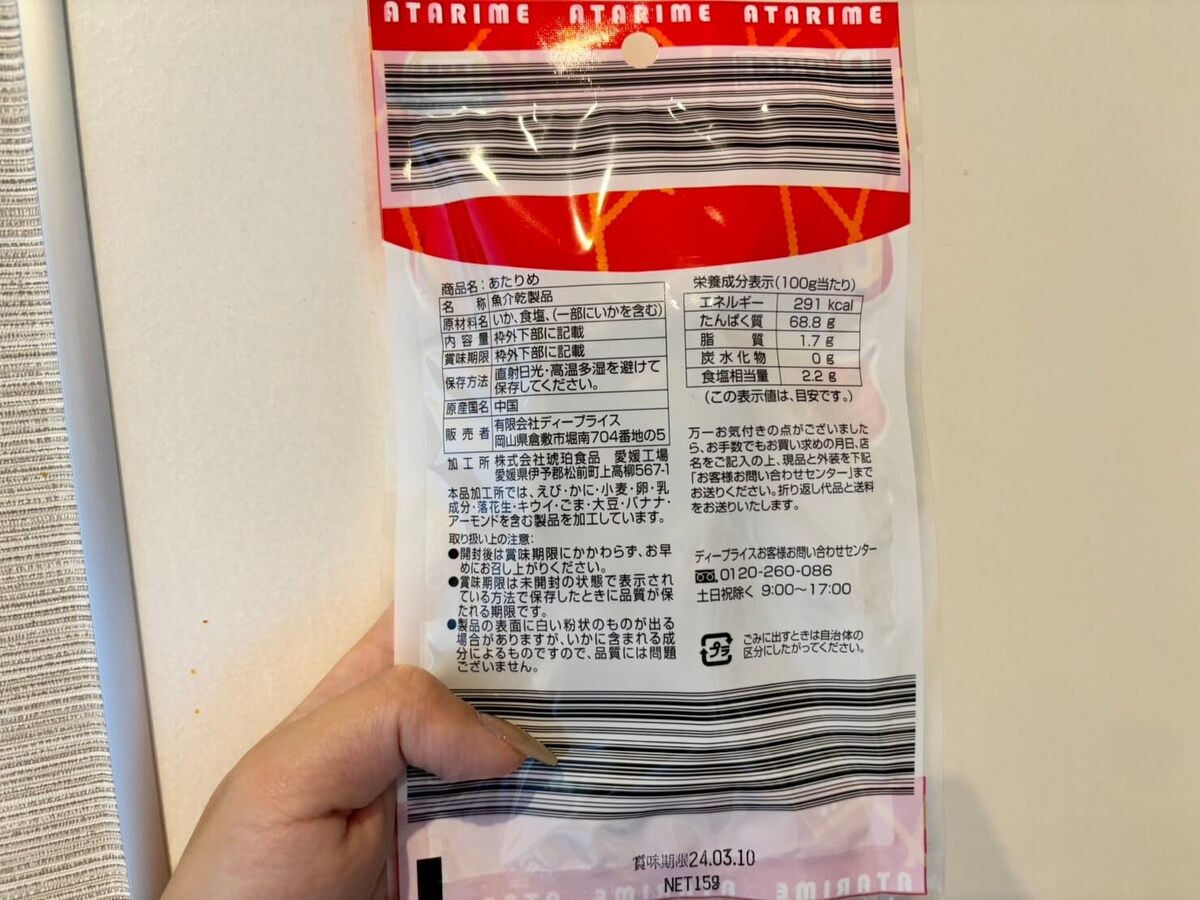 ATARIME ATARIME ATARIME
商品名:あたりめ
名称 魚介乾製品
原材料名 いか、食塩、(一部にいかを含む)
内容量 枠外下部に記載
賞味期限 枠外下部に記載
保存方法 直射日光・高温多湿を避けて
保存してください。
原産国名 中国
販売者 有限会社ディープライス
岡山県倉敷市堀南704番地の5
加工所 株式会社琥珀食品 愛媛工場
愛媛県伊予郡松前町上高柳567-1
本品加工所では、えび・かに・小麦・卵・乳
成分・落花生・キウイ・ごま・大豆・バナナ・
アーモンドを含む製品を加工しています。
取り扱い上の注意:
●開封後は賞味期限にかかわらず、お早
めにお召し上がりください。
●賞味期限は未開封の状態で表示され
ている方法で保存したときに品質が保
たれる期限です。
●製品の表面に白い粉状のものが出る
場合がありますが、いかに含まれる成
分によるものですので、品質には問題
ございません。
栄養成分表示(100g当たり)
エネルギー 291 kcal
たんぱく質 68.8 g
脂質 1.7 g
炭水化物 0 g
食塩相当量 2.2 g
(この表示値は、目安です。)
万一お気付きの点がございました
ら、お手数でもお買い求めの月日、店
名をご記入の上、現品と外装を下記
「お客様お問い合わせセンター」まで
お送りください。折り返し代品と送料
をお送りいたします。
ディープライスお客様お問い合わせセンター
0120-260-086
土日祝除く 9:00〜17:00
プラ
ごみに出すときは自治体の
区分にしたがってください。
賞味期限24.03.10
NET15g
ATARIME